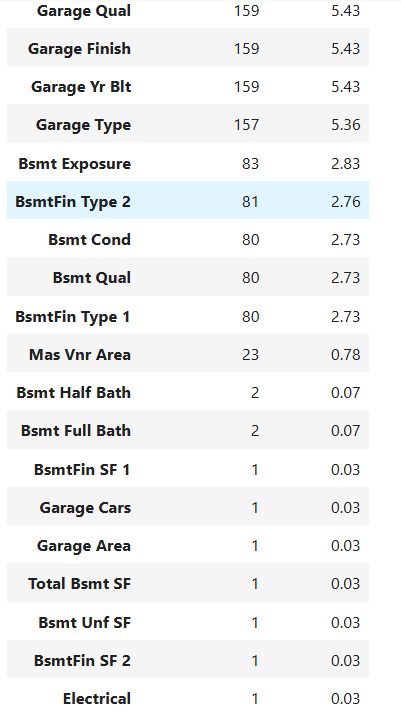 Garage Qual 159 5.43
Garage Finish 159 5.43
Garage Yr Blt 159 5.43
Garage Type 157 5.36
Bsmt Exposure 83 2.83
BsmtFin Type 2 81 2.76
Bsmt Cond 80 2.73
Bsmt Qual 80 2.73
BsmtFin Type 1 80 2.73
Mas Vnr Area 23 0.78
Bsmt Half Bath 2 0.07
Bsmt Full Bath 2 0.07
BsmtFin SF 1 1 0.03
Garage Cars 1 0.03
Garage Area 1 0.03
Total Bsmt SF 1 0.03
Bsmt Unf SF 1 0.03
BsmtFin SF 2 1 0.03
Electrical 1 0.03